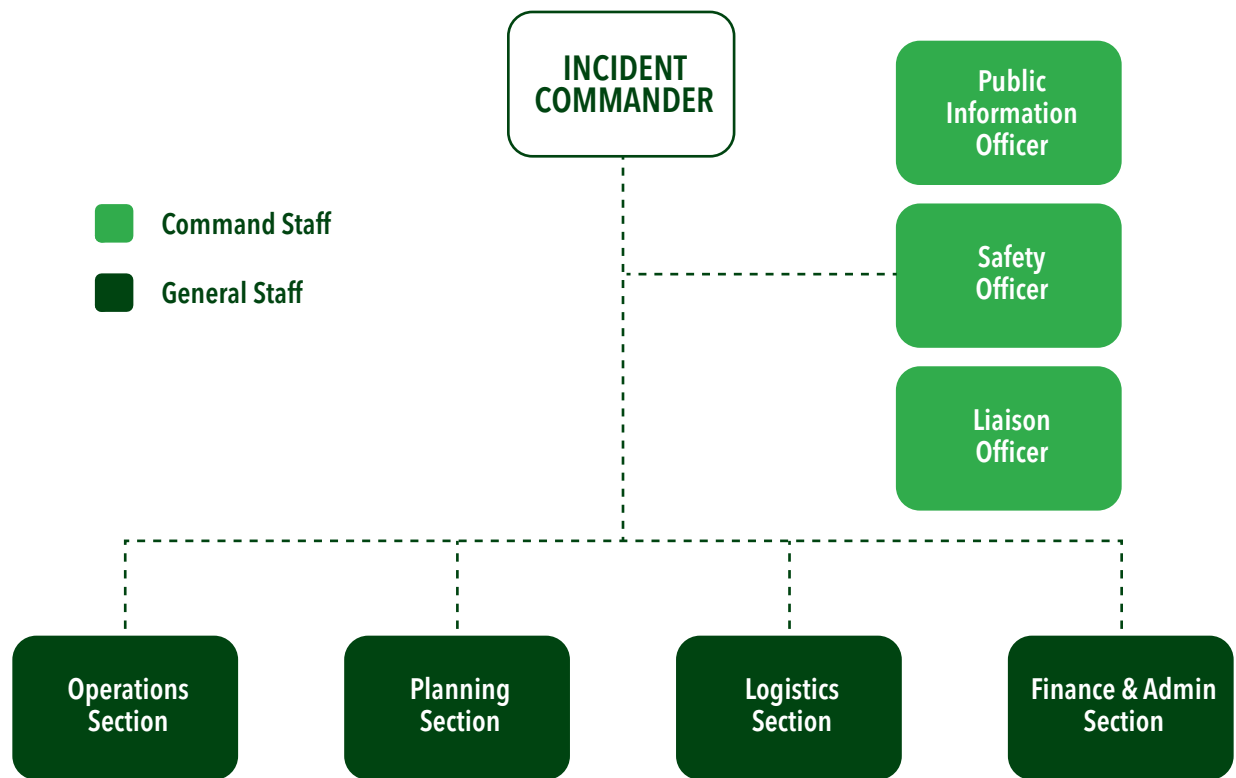 INCIDENT
COMMANDER
Public
Information
Officer
Command Staff
Safety
Officer
General Staff
Liaison
Officer
Operations
Section
Planning
Section
Logistics
Section
Finance & Admin
Section